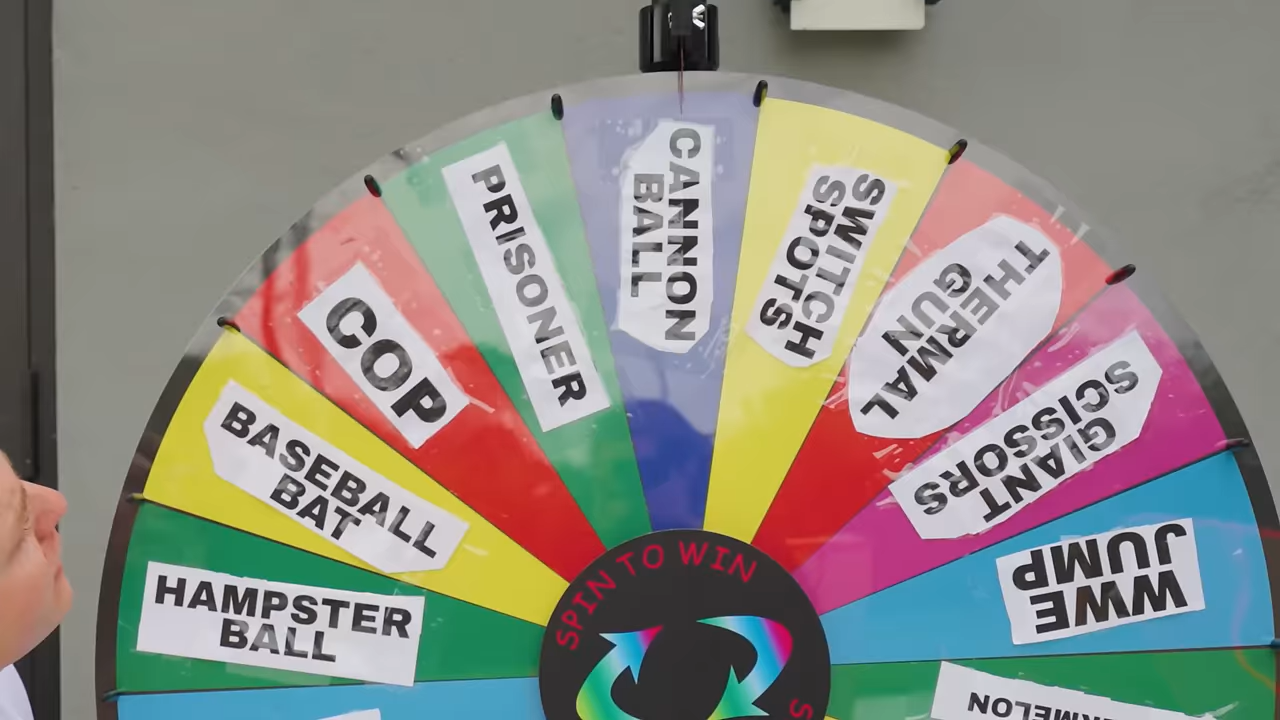 HAMPSTER
BALL
BASEBALL
BAT
COP
PRISONER
CANNON
BALL
SWITCH
SPOTS
THERMAL
GUN
GIANT
SCISSORS
WWE
JUMP
SPIN TO WIN